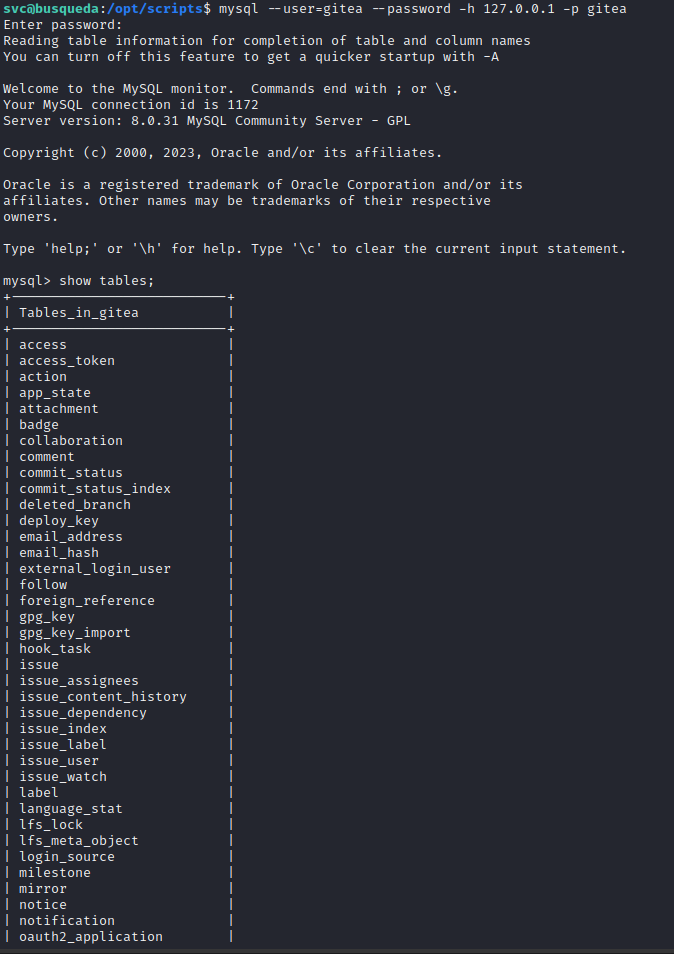 svc@busqueda:/opt/scripts$ mysql --user=gitea --password -h 127.0.0.1 -p gitea
Enter password:
Reading table information for completion of table and column names
You can turn off this feature to get a quicker startup with -A
Welcome to the MySQL monitor.  Commands end with ; or \g.
Your MySQL connection id is 1172
Server version: 8.0.31 MySQL Community Server - GPL
Copyright (c) 2000, 2023, Oracle and/or its affiliates.
Oracle is a registered trademark of Oracle Corporation and/or its
affiliates. Other names may be trademarks of their respective
owners.
Type 'help;' or '\h' for help. Type '\c' to clear the current input statement.
mysql> show tables;
+---------------------------+
| Tables_in_gitea           |
+---------------------------+
| access                    |
| access_token              |
| action                    |
| app_state                 |
| attachment                |
| badge                     |
| collaboration             |
| comment                   |
| commit_status             |
| commit_status_index       |
| deleted_branch            |
| deploy_key                |
| email_address             |
| email_hash                |
| external_login_user       |
| follow                    |
| foreign_reference         |
| gpg_key                   |
| gpg_key_import            |
| hook_task                 |
| issue                     |
| issue_assignees           |
| issue_content_history     |
| issue_dependency          |
| issue_index               |
| issue_label               |
| issue_user                |
| issue_watch               |
| label                     |
| language_stat             |
| lfs_lock                  |
| lfs_meta_object           |
| login_source              |
| milestone                 |
| mirror                    |
| notice                    |
| notification              |
| oauth2_application        |